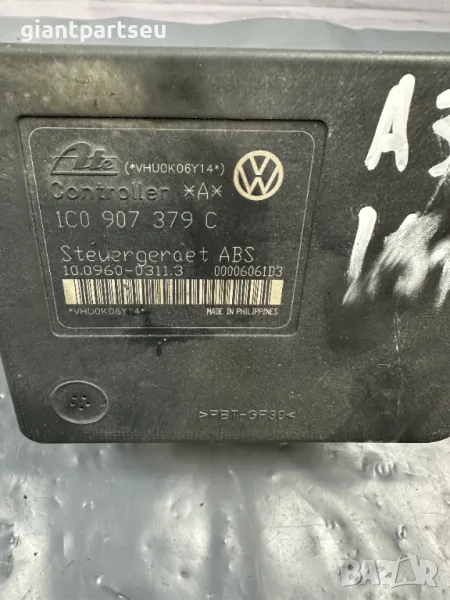 giantpartseu
Ate (*VHU0K06Y14*)
Controller *A*
1C0 907 379 C
Steuergeraet ABS
10.0960-0311.3 00006061D3
*VHU0K06Y14* MADE IN PHILIPPINES
>PBT-GF30<
A3
BAZAR